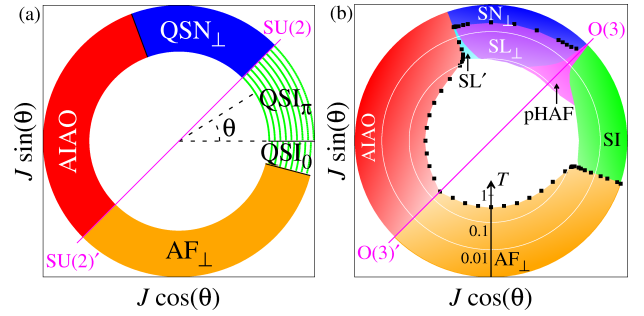 (a)
QSN⊥
SU(2)
AIAO
QSIπ
θ
QSI0
SU(2)′
AF⊥
J sin(θ)
J cos(θ)
(b)
SN⊥
O(3)
SL⊥
SL′
pHAF
AIAO
SI
T
1
0.1
0.01
AF⊥
O(3)′
J sin(θ)
J cos(θ)